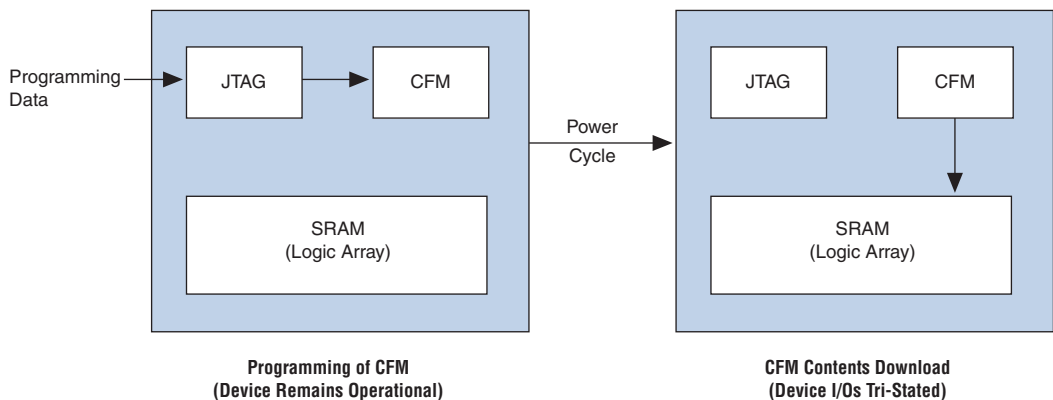 Programming
Data
JTAG
CFM
SRAM
(Logic Array)
Programming of CFM
(Device Remains Operational)
Power
Cycle
JTAG
CFM
SRAM
(Logic Array)
CFM Contents Download
(Device I/Os Tri-Stated)